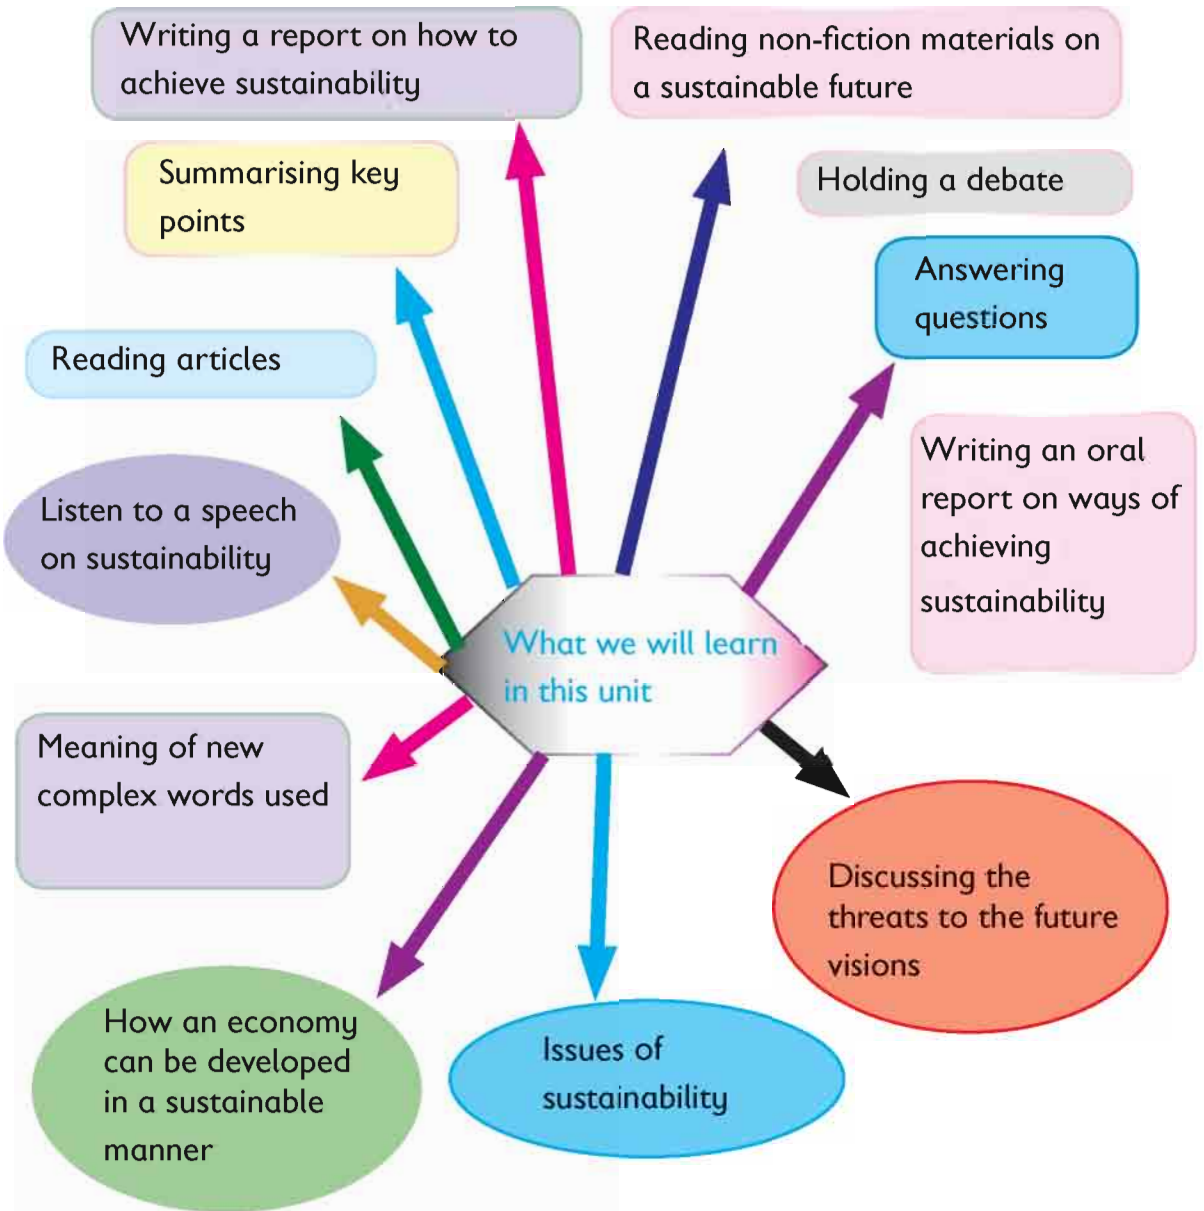 Writing a report on how to
achieve sustainability
Reading non-fiction materials on
a sustainable future
Summarising key
points
Holding a debate
Answering
questions
Reading articles
Writing an oral
report on ways of
achieving
sustainability
Listen to a speech
on sustainability
What we will learn
in this unit
Meaning of new
complex words used
Discussing the
threats to the future
visions
How an economy
can be developed
in a sustainable
manner
Issues of
sustainability